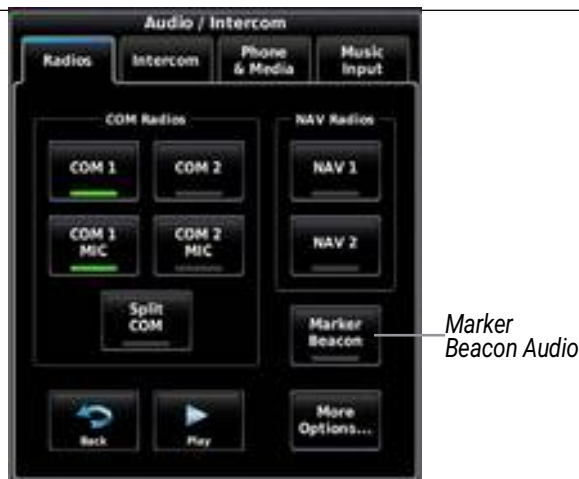 Audio / Intercom
Radios
Intercom
Phone
& Media
Music
Input
COM Radios
NAV Radios
COM 1
COM 2
NAV 1
COM 1
MIC
COM 2
MIC
NAV 2
Split
COM
Marker
Beacon
Marker
Beacon Audio
Back
Play
More
Options...